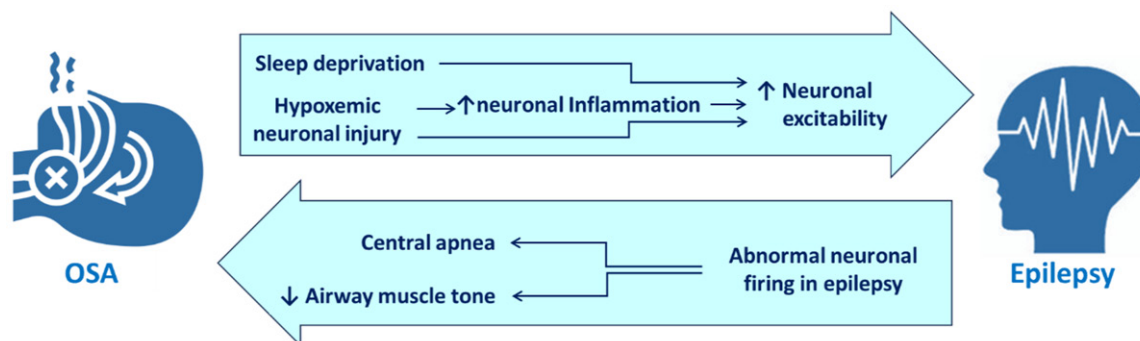 Sleep deprivation
Hypoxemic
neuronal injury
↑neuronal Inflammation
↑ Neuronal
excitability
OSA
Central apnea
↓ Airway muscle tone
Abnormal neuronal
firing in epilepsy
Epilepsy